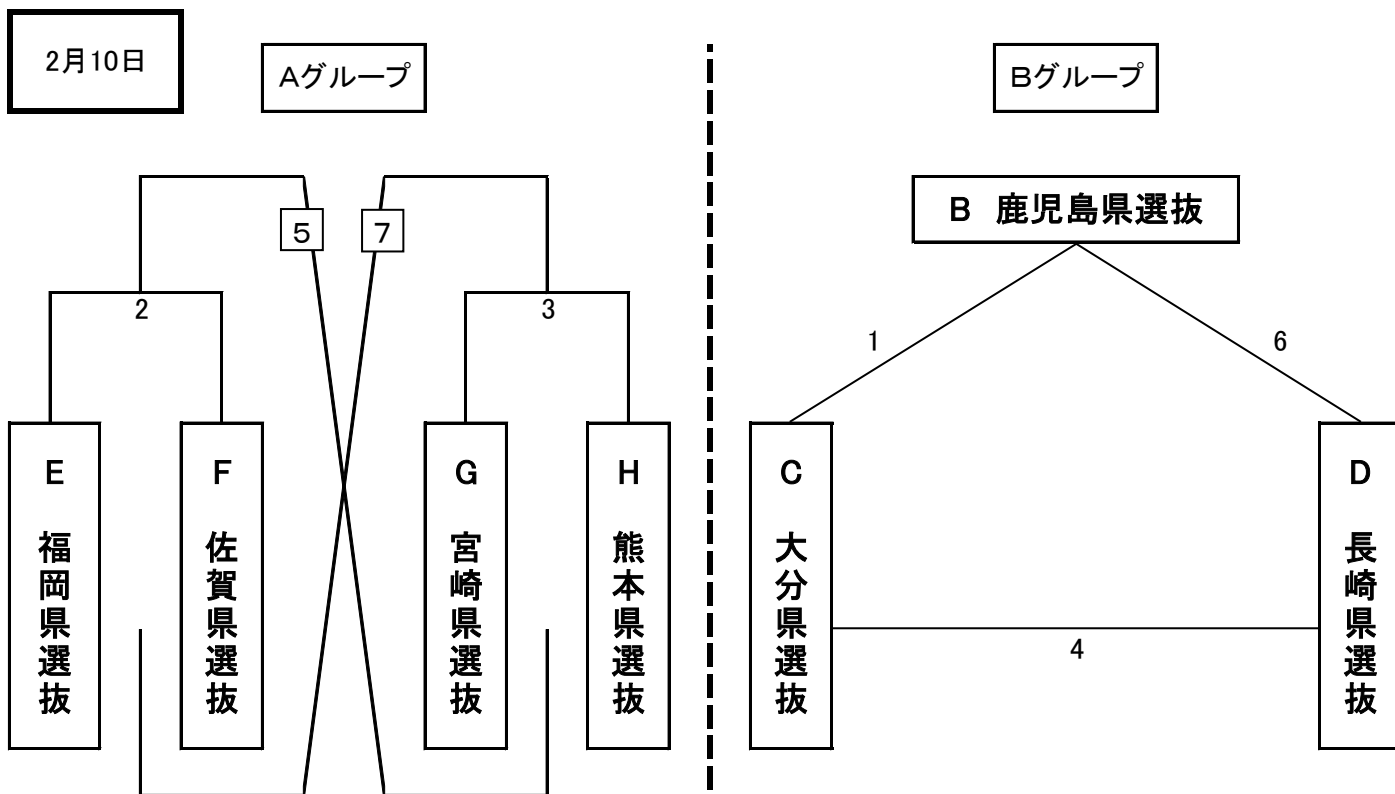 2月10日
Aグループ
Bグループ
B 鹿児島県選抜
5
7
2
3
1
6
E 福岡県選抜
F 佐賀県選抜
G 宮崎県選抜
H 熊本県選抜
C 大分県選抜
D 長崎県選抜
4